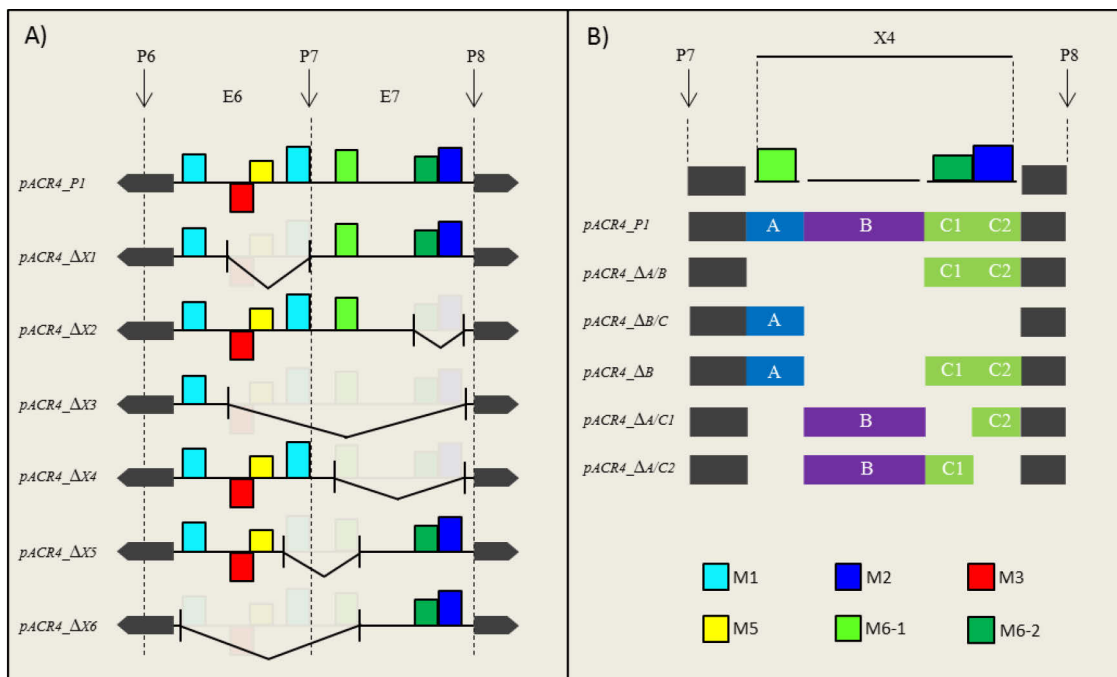 A)
P6
P7
P8
E6
E7
pACR4_P1
pACR4_ΔX1
pACR4_ΔX2
pACR4_ΔX3
pACR4_ΔX4
pACR4_ΔX5
pACR4_ΔX6
B)
X4
P7
P8
pACR4_P1 A B C1 C2
pACR4_ΔA/B C1 C2
pACR4_ΔB/C A
pACR4_ΔB A C1 C2
pACR4_ΔA/C1 B C2
pACR4_ΔA/C2 B C1
M1 M2 M3
M5 M6-1 M6-2